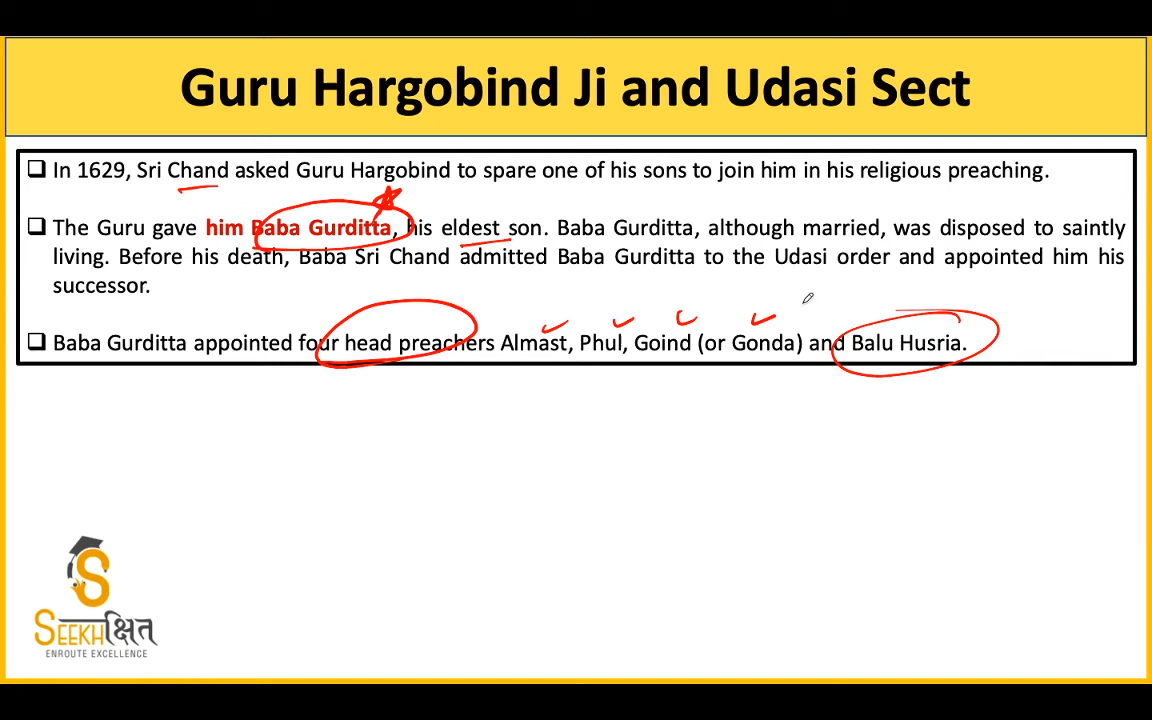 Guru Hargobind Ji and Udasi Sect
❑ In 1629, Sri Chand asked Guru Hargobind to spare one of his sons to join him in his religious preaching.
❑ The Guru gave him Baba Gurditta, his eldest son. Baba Gurditta, although married, was disposed to saintly
living. Before his death, Baba Sri Chand admitted Baba Gurditta to the Udasi order and appointed him his
successor.
❑ Baba Gurditta appointed four head preachers Almast, Phul, Goind (or Gonda) and Balu Husria.
SEEKHक्षित
ENROUTE EXCELLENCE